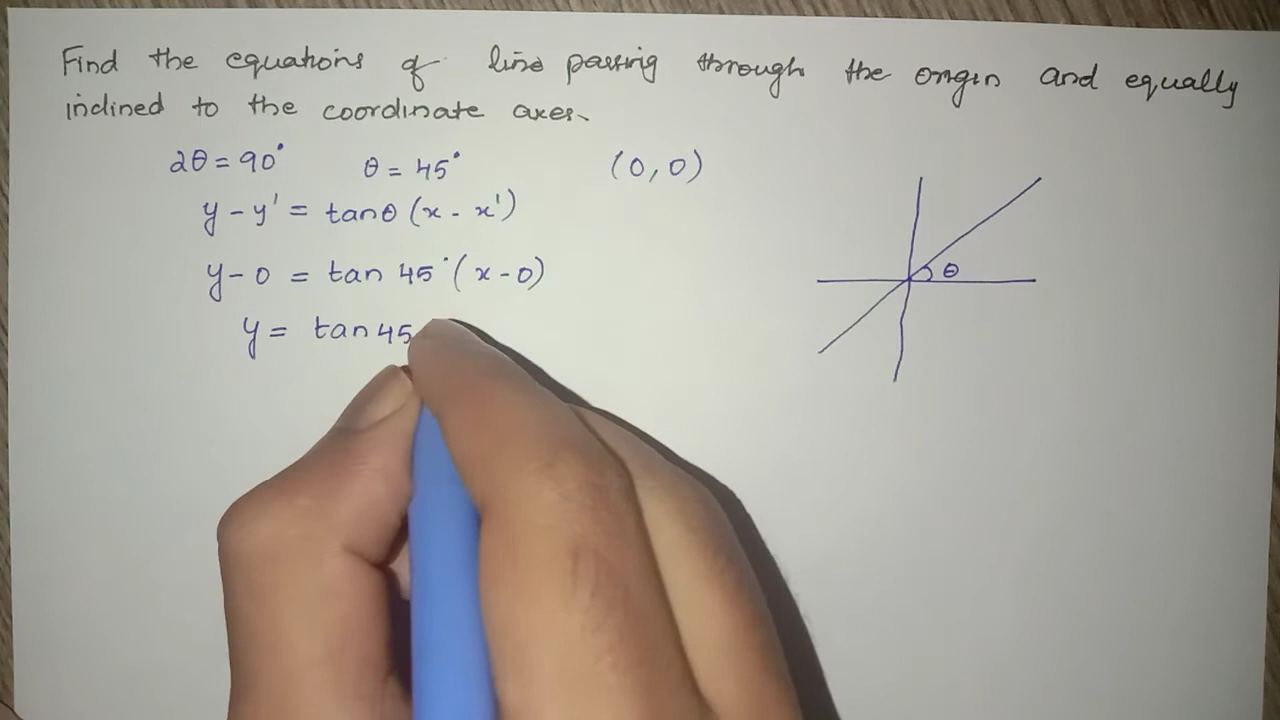 Find the equations of line passing through the origin and equally
inclined to the coordinate axes.
2θ = 90° θ = 45° (0,0)
y - y' = tanθ (x - x')
y - 0 = tan 45° (x - 0)
θ
y = tan 45